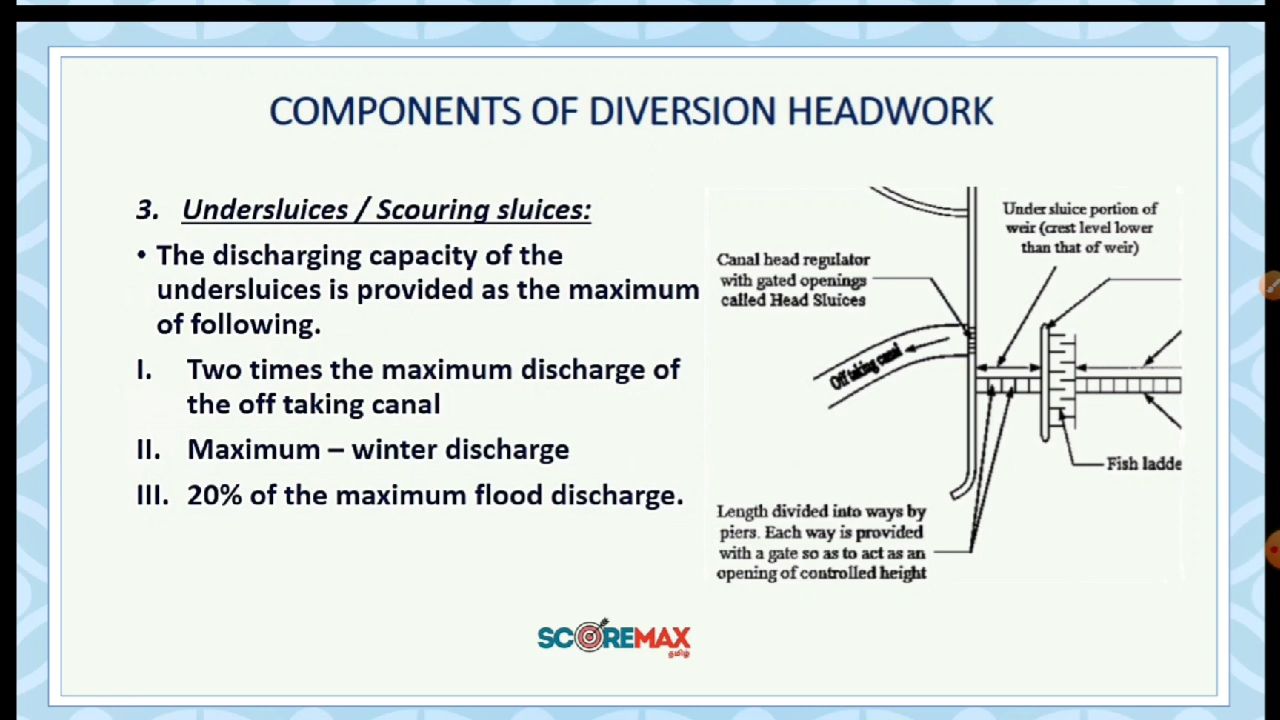 COMPONENTS OF DIVERSION HEADWORK
3. Undersluices / Scouring sluices:
• The discharging capacity of the
undersluices is provided as the maximum
of following.
I. Two times the maximum discharge of
the off taking canal
II. Maximum – winter discharge
III. 20% of the maximum flood discharge.
Under sluice portion of
weir (crest level lower
than that of weir)
Canal head regulator
with gated openings
called Head Sluices
Off taking canal
Fish ladde
Length divided into ways by
piers. Each way is provided
with a gate so as to act as an
opening of controlled height
SCOREMAX
தமிழ்